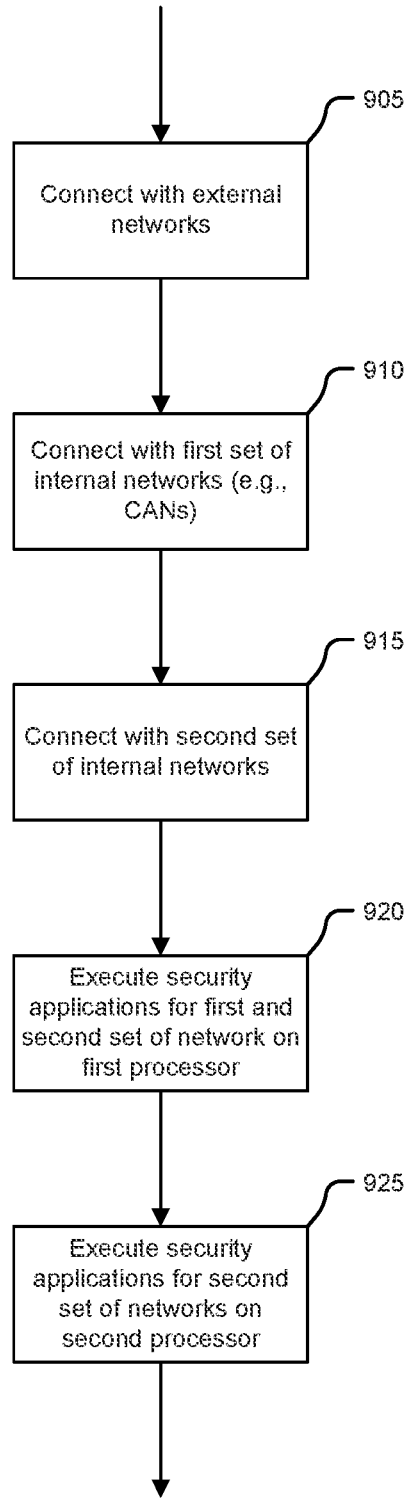 905
Connect with external
networks
910
Connect with first set of
internal networks (e.g.,
CANs)
915
Connect with second set
of internal networks
920
Execute security
applications for first and
second set of network on
first processor
925
Execute security
applications for second
set of networks on
second processor